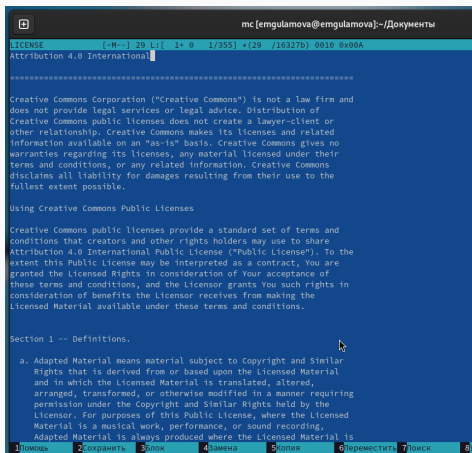 mc [emgulamova@emgulamova]:~/Документы
LICENSE [-M--] 29 L:[ 1+ 0 1/355] *(29 /16327b) 0010 0x00A
Attribution 4.0 International
=======================================================================
Creative Commons Corporation ("Creative Commons") is not a law firm and
does not provide legal services or legal advice. Distribution of
Creative Commons public licenses does not create a lawyer-client or
other relationship. Creative Commons makes its licenses and related
information available on an "as-is" basis. Creative Commons gives no
warranties regarding its licenses, any material licensed under their
terms and conditions, or any related information. Creative Commons
disclaims all liability for damages resulting from their use to the
fullest extent possible.
Using Creative Commons Public Licenses
Creative Commons public licenses provide a standard set of terms and
conditions that creators and other rights holders may use to share
Attribution 4.0 International Public License ("Public License"). To the
extent this Public License may be interpreted as a contract, You are
granted the Licensed Rights in consideration of Your acceptance of
these terms and conditions, and the Licensor grants You such rights in
consideration of benefits the Licensor receives from making the
Licensed Material available under these terms and conditions.
Section 1 -- Definitions.
a. Adapted Material means material subject to Copyright and Similar
Rights that is derived from or based upon the Licensed Material
and in which the Licensed Material is translated, altered,
arranged, transformed, or otherwise modified in a manner requiring
permission under the Copyright and Similar Rights held by the
Licensor. For purposes of this Public License, where the Licensed
Material is a musical work, performance, or sound recording,
Adapted Material is always produced where the Licensed Material is
1Помощь 2Сохранить 3Блок 4Замена 5Копия 6Переместить 7Поиск 8